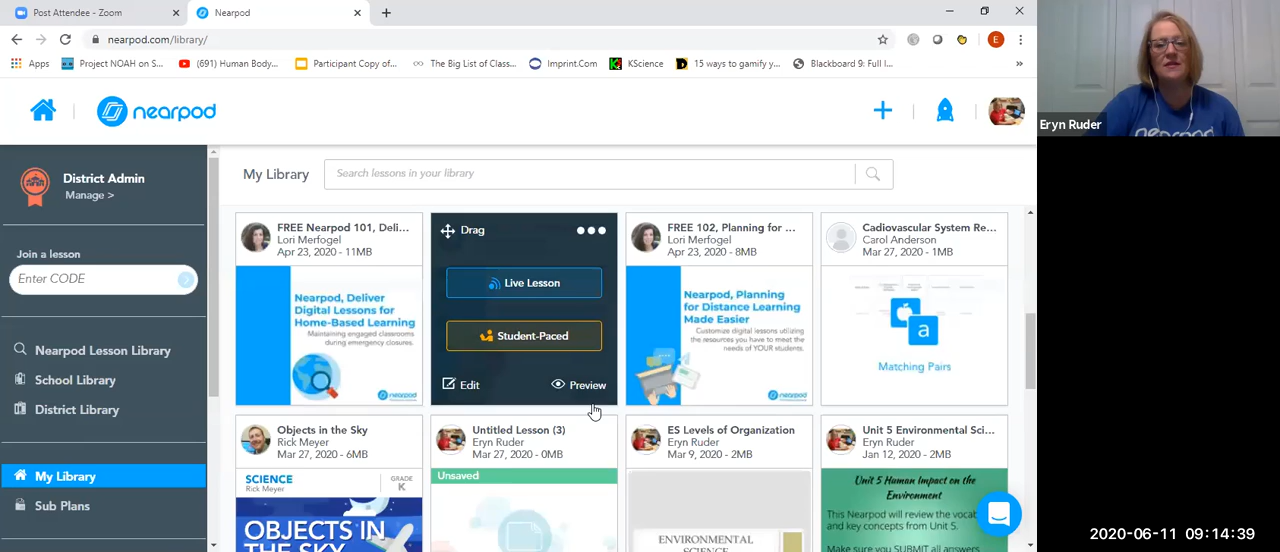 Post Attendee - Zoom
Nearpod
nearpod.com/library/
E
Apps
Project NOAH on S...
(691) Human Body...
Participant Copy of...
The Big List of Class...
Imprint.Com
KScience
15 ways to gamify y...
Blackboard 9: Full I...
»
nearpod
Eryn Ruder
District Admin
Manage >
My Library
Search lessons in your library
Join a lesson
Enter CODE
Nearpod Lesson Library
School Library
District Library
My Library
Sub Plans
FREE Nearpod 101, Deli...
Lori Merfogel
Apr 23, 2020 - 11MB
Nearpod, Deliver
Digital Lessons for
Home-Based Learning
Maintaining engaged classrooms
during emergency closures.
nearpod
Drag
Live Lesson
Student-Paced
Edit
Preview
FREE 102, Planning for ...
Lori Merfogel
Apr 23, 2020 - 8MB
Nearpod, Planning
for Distance Learning
Made Easier
Customize digital lessons utilizing
the resources you have to meet the
needs of YOUR students.
nearpod
Cadiovascular System Re...
Carol Anderson
Mar 27, 2020 - 1MB
a
Matching Pairs
Objects in the Sky
Rick Meyer
Mar 27, 2020 - 6MB
SCIENCE
Rick Meyer
GRADE
K
OBJECTS IN
THE SKY
Untitled Lesson (3)
Eryn Ruder
Mar 27, 2020 - 0MB
Unsaved
ES Levels of Organization
Eryn Ruder
Mar 9, 2020 - 2MB
ENVIRONMENTAL
SCIENCE
Unit 5 Environmental Sci...
Eryn Ruder
Jan 12, 2020 - 2MB
Unit 5 Human Impact on the
Environment
This Nearpod will review the vocab
and key concepts from Unit 5.
Make sure you SUBMIT all answers
2020-06-11 09:14:39